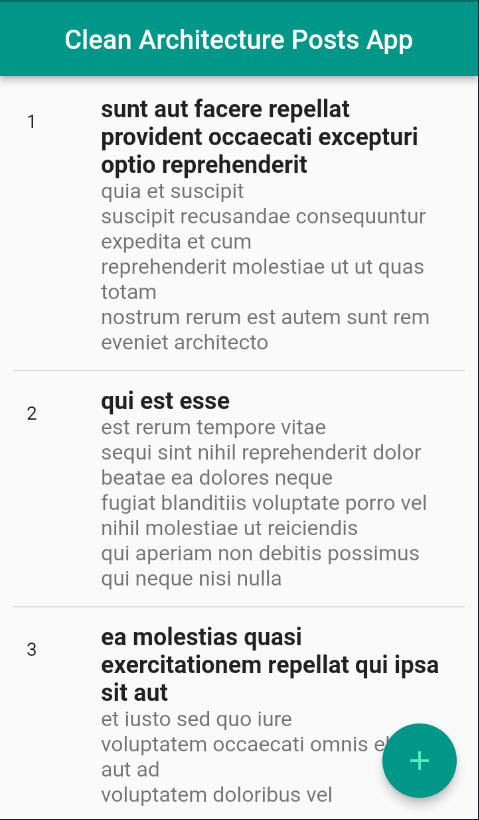 Clean Architecture Posts App
1
sunt aut facere repellat
provident occaecati excepturi
optio reprehenderit
quia et suscipit
suscipit recusandae consequuntur
expedita et cum
reprehenderit molestiae ut ut quas
totam
nostrum rerum est autem sunt rem
eveniet architecto
2
qui est esse
est rerum tempore vitae
sequi sint nihil reprehenderit dolor
beatae ea dolores neque
fugiat blanditiis voluptate porro vel
nihil molestiae ut reiciendis
qui aperiam non debitis possimus
qui neque nisi nulla
3
ea molestias quasi
exercitationem repellat qui ipsa
sit aut
et iusto sed quo iure
voluptatem occaecati omnis
aut ad
voluptatem doloribus vel
+